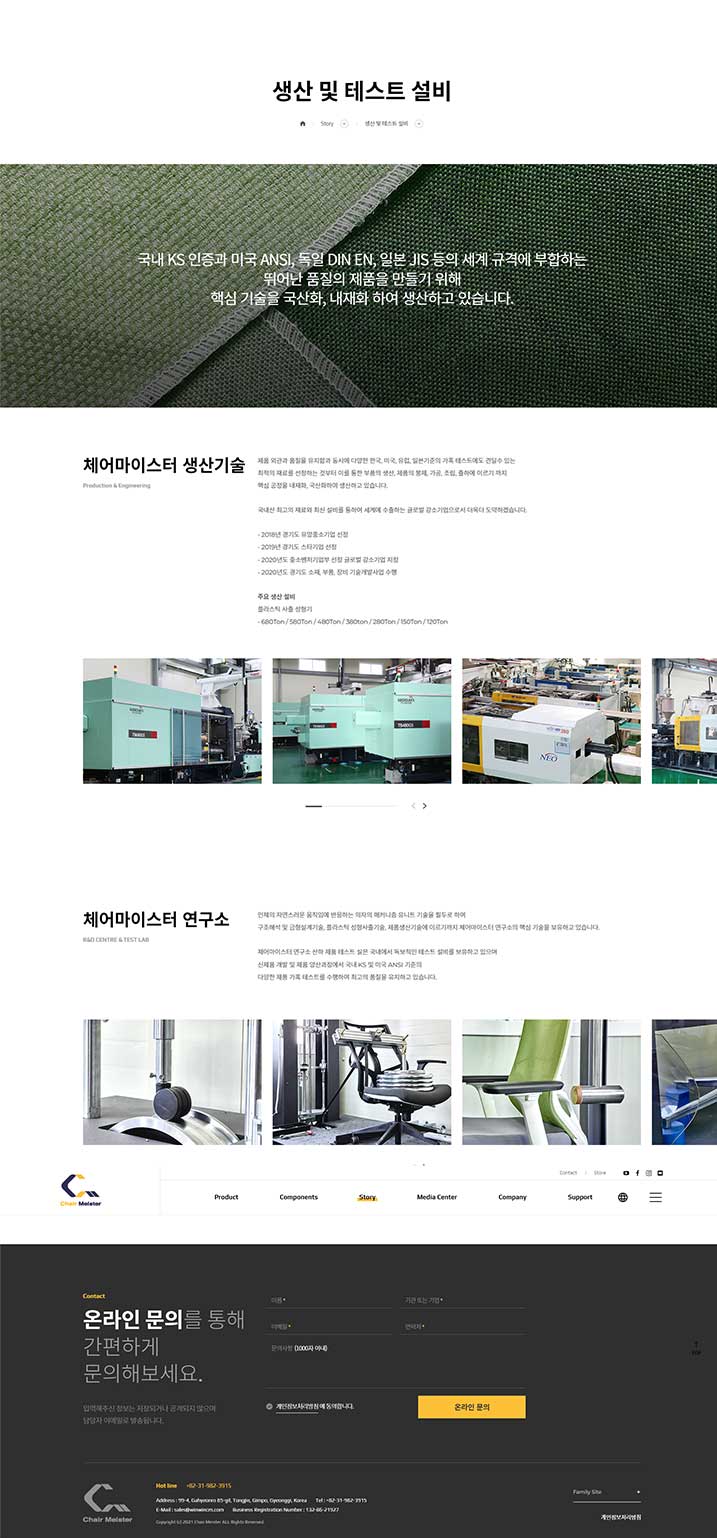 생산 및 테스트 설비
Story
생산 및 테스트 설비
국내 KS 인증과 미국 ANSI, 독일 DIN EN, 일본 JIS 등의 세계 규격에 부합하는
뛰어난 품질의 제품을 만들기 위해
핵심 기술을 국산화, 내재화 하여 생산하고 있습니다.
체어마이스터 생산기술
Production & Engineering
제품 외관과 품질을 유지함과 동시에 다양한 한국, 미국, 유럽, 일본기준의 가혹 테스트에도 견딜수 있는
최적의 재료를 선정하는 것부터 이를 통한 부품의 생산, 제품의 봉제, 가공, 조립, 출하에 이르기 까지
핵심 공정을 내재화, 국산화하여 생산하고 있습니다.
국내산 최고의 재료와 최신 설비를 통하여 세계에 수출하는 글로벌 강소기업으로서 더욱더 도약하겠습니다.
- 2018년 경기도 유망중소기업 선정
- 2019년 경기도 스타기업 선정
- 2020년도 중소벤처기업부 선정 글로벌 강소기업 지정
- 2020년도 경기도 소재, 부품, 장비 기술개발사업 수행
주요 생산 설비
플라스틱 사출 성형기
- 680Ton / 580Ton / 480Ton / 380ton / 280Ton / 150Ton / 120Ton
NEO
체어마이스터 연구소
R&D CENTRE & TEST LAB
인체의 자연스러운 움직임에 반응하는 의자의 메커니즘 유니트 기술을 필두로 하여
구조해석 및 금형설계기술, 플라스틱 성형사출기술, 제품생산기술에 이르기까지 체어마이스터 연구소의 핵심 기술을 보유하고 있습니다.
체어마이스터 연구소 산하 제품 테스트 실은 국내에서 독보적인 테스트 설비를 보유하고 있으며
신제품 개발 및 제품 양산과정에서 국내 KS 및 미국 ANSI 기준의
다양한 제품 가혹 테스트를 수행하여 최고의 품질을 유지하고 있습니다.
Contact
Store
Chair Meister
Product
Components
Story
Media Center
Company
Support
Contact
온라인 문의를 통해
간편하게
문의해보세요.
입력해주신 정보는 저장되거나 공개되지 않으며
담당자 이메일로 발송됩니다.
이름 *
기관 또는 기업 *
이메일 *
연락처 *
문의사항 (1000자 이내)
개인정보처리방침에 동의합니다.
온라인 문의
TOP
Chair Meister
Hot line +82-31-982-3915
Address : 99-4, Gahyeonro 85-gil, Tongjin, Gimpo, Gyeonggi, Korea Tel : +82-31-982-3915
E-Mail : sales@winwincm.com Business Registration Number : 132-86-21927
Copyright (c) 2021 Chair Meister ALL Rights Reserved.
Family Site +
개인정보처리방침